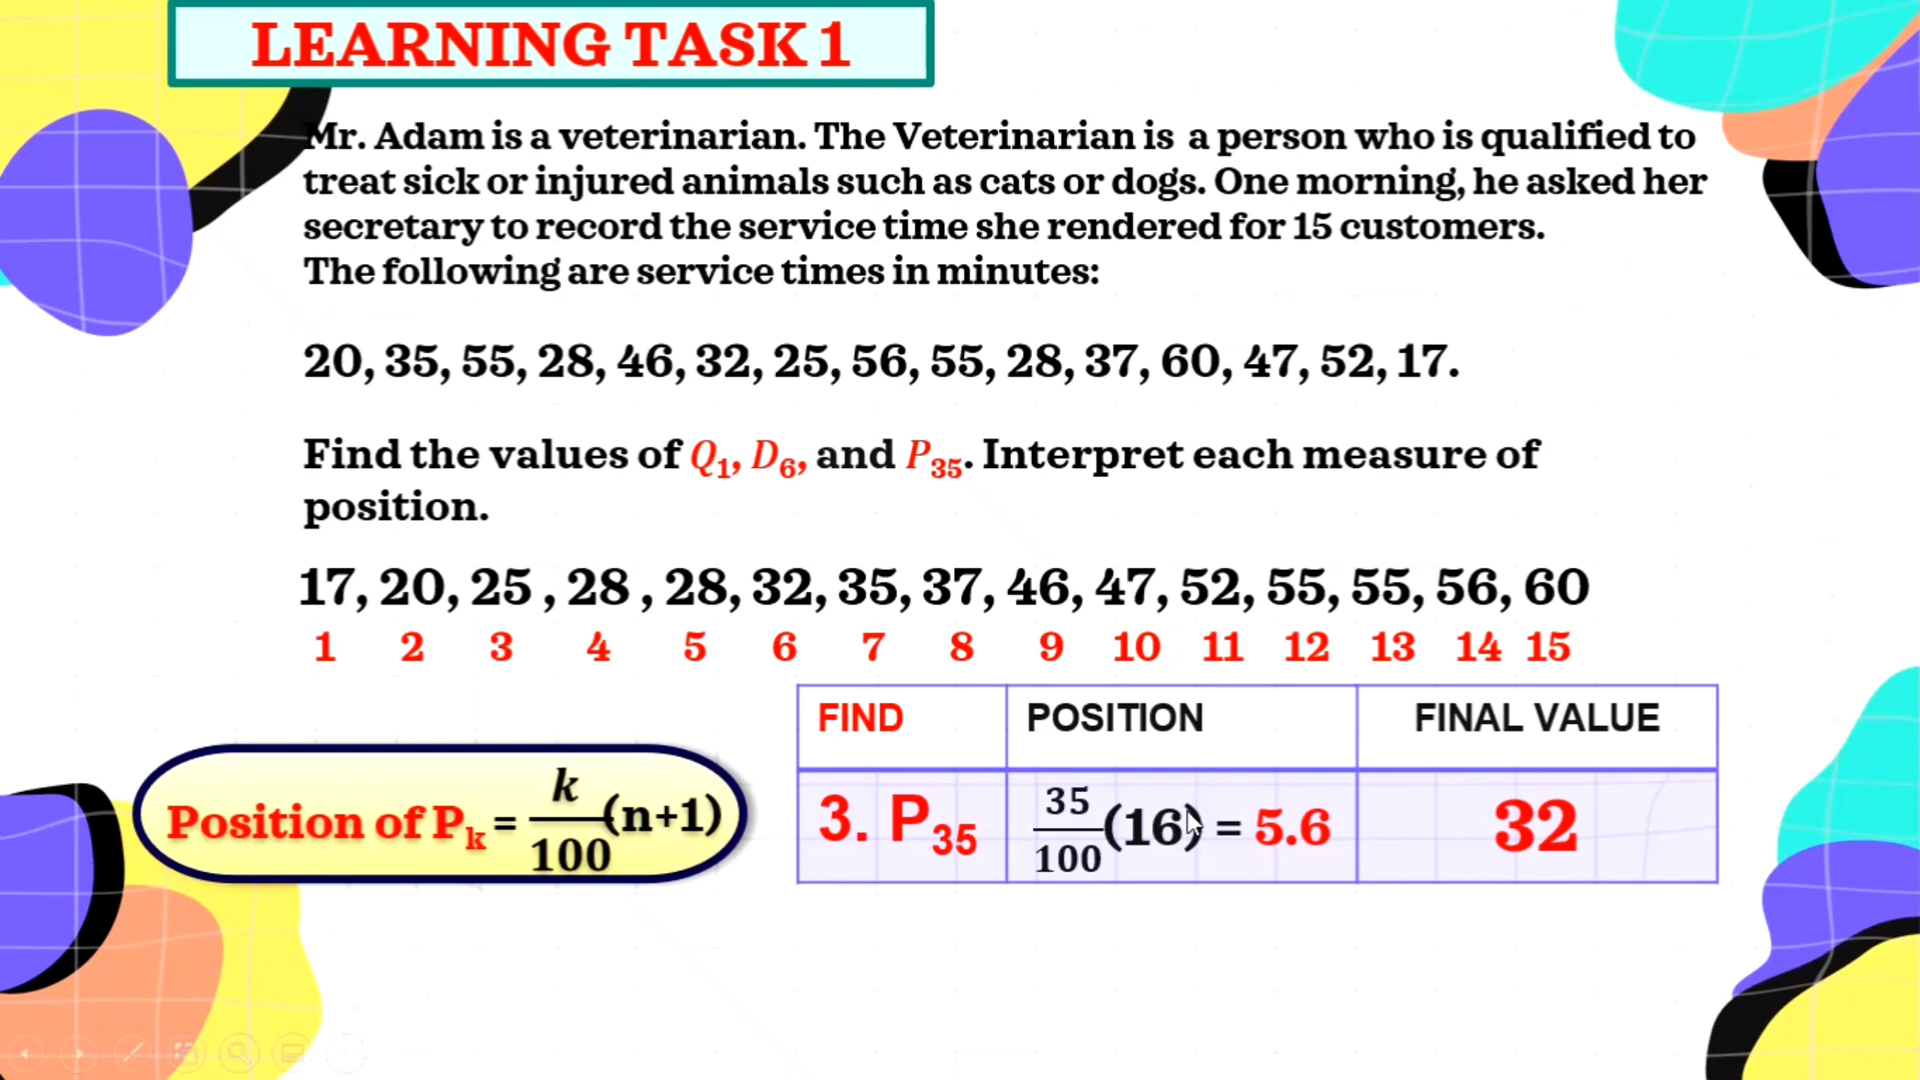 LEARNING TASK 1
Mr. Adam is a veterinarian. The Veterinarian is a person who is qualified to
treat sick or injured animals such as cats or dogs. One morning, he asked her
secretary to record the service time she rendered for 15 customers.
The following are service times in minutes:
20, 35, 55, 28, 46, 32, 25, 56, 55, 28, 37, 60, 47, 52, 17.
Find the values of Q₁, D₆, and P₃₅. Interpret each measure of
position.
17, 20, 25 , 28 , 28, 32, 35, 37, 46, 47, 52, 55, 55, 56, 60
1 2 3 4 5 6 7 8 9 10 11 12 13 14 15
Position of Pₖ = k/100 (n+1)
FIND POSITION FINAL VALUE
3. P₃₅ 35/100 (16) = 5.6 32